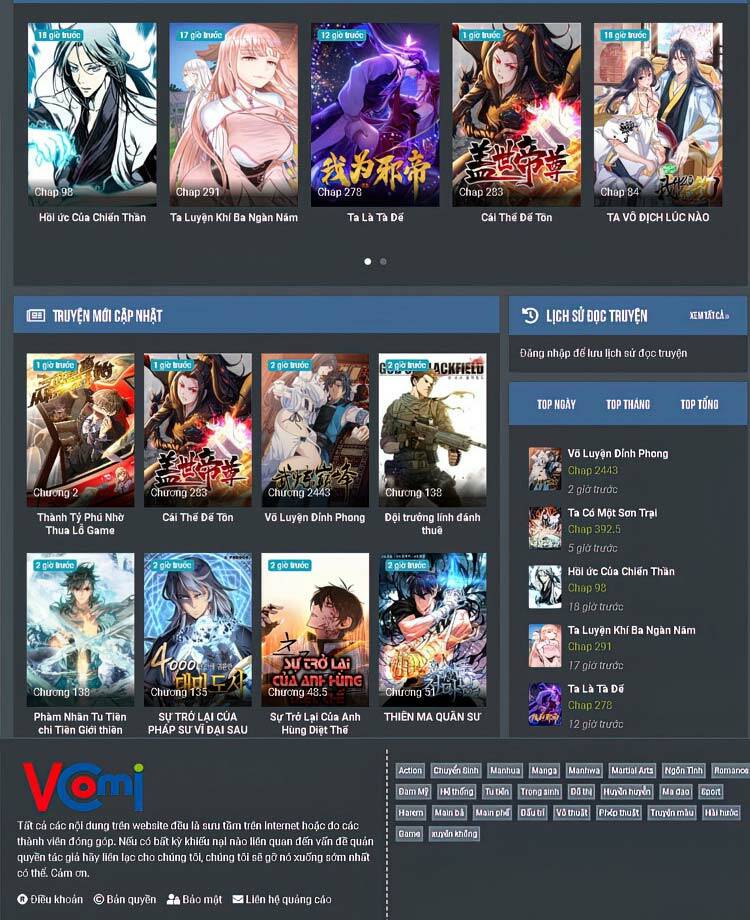 18 giờ trước
17 giờ trước
12 giờ trước
1 giờ trước
18 giờ trước
我为邪帝
盖世帝尊
Chap 98
Chap 291
Chap 278
Chap 283
Chap 84
Hồi ức Của Chiến Thần
Ta Luyện Khí Ba Ngàn Năm
Ta Là Tà Đế
Cái Thế Đế Tôn
TA VÔ ĐỊCH LÚC NÀO
TRUYỆN MỚI CẬP NHẬT
1 giờ trước
1 giờ trước
2 giờ trước
2 giờ trước
盖世帝尊
武炼巅峰
Chương 2
Chương 283
Chương 2443
Chương 138
Thành Tỷ Phú Nhờ
Thua Lỗ Game
Cái Thế Đế Tôn
Võ Luyện Đỉnh Phong
Đội trưởng lính đánh
thuê
2 giờ trước
2 giờ trước
2 giờ trước
2 giờ trước
SỰ TRỞ LẠI
CỦA ANH HÙNG
Chương 138
Chương 135
Chương 48.5
Chương 51
Phàm Nhân Tu Tiên
chi Tiên Giới thiên
SỰ TRỞ LẠI CỦA
PHÁP SƯ VĨ ĐẠI SAU
Sự Trở Lại Của Anh
Hùng Diệt Thế
THIÊN MA QUÂN SƯ
LỊCH SỬ ĐỌC TRUYỆN
XEM TẤT CẢ »
Đăng nhập để lưu lịch sử đọc truyện
TOP NGÀY
TOP THÁNG
TOP TỔNG
Võ Luyện Đỉnh Phong
Chap 2443
2 giờ trước
Ta Có Một Sơn Trại
Chap 392.5
5 giờ trước
Hồi ức Của Chiến Thần
Chap 98
18 giờ trước
Ta Luyện Khí Ba Ngàn Năm
Chap 291
17 giờ trước
Ta Là Tà Đế
Chap 278
12 giờ trước
VComi
Tất cả các nội dung trên website đều là sưu tầm trên Internet hoặc do các
thành viên đóng góp. Nếu có bất kỳ khiếu nại nào liên quan đến vấn đề quản
quyền tác giả hãy liên lạc cho chúng tôi, chúng tôi sẽ gỡ nó xuống sớm nhất
có thể. Cảm ơn.
Điều khoản © Bản quyền Bảo mật Liên hệ quảng cáo
Action Chuyển Sinh Manhua Manga Manhwa Martial Arts Ngôn Tình Romance
Đam Mỹ Hệ thống Tu tiên Trọng sinh Đô thị Huyền huyễn Ma đạo Sport
Harem Main bá Main phế Đấu trí Võ thuật Phép thuật Truyện màu Hài hước
Game xuyên không